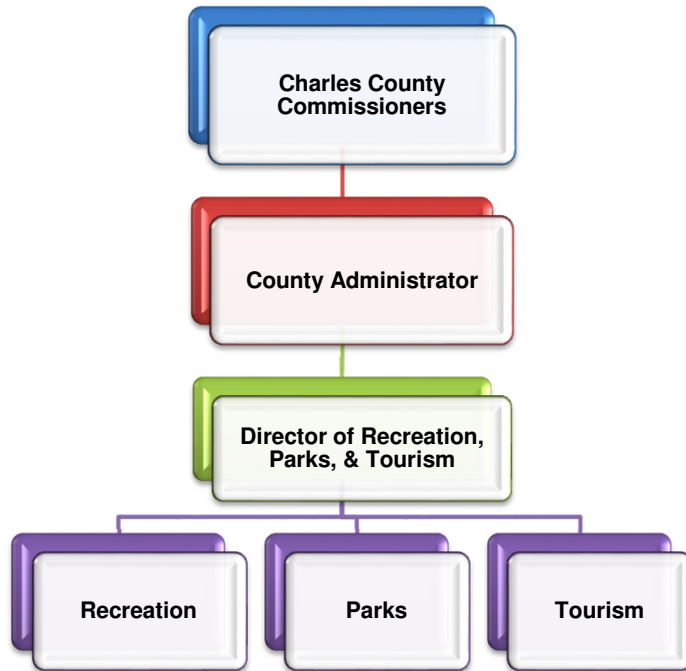 Charles County
Commissioners
County Administrator
Director of Recreation,
Parks, & Tourism
Recreation
Parks
Tourism